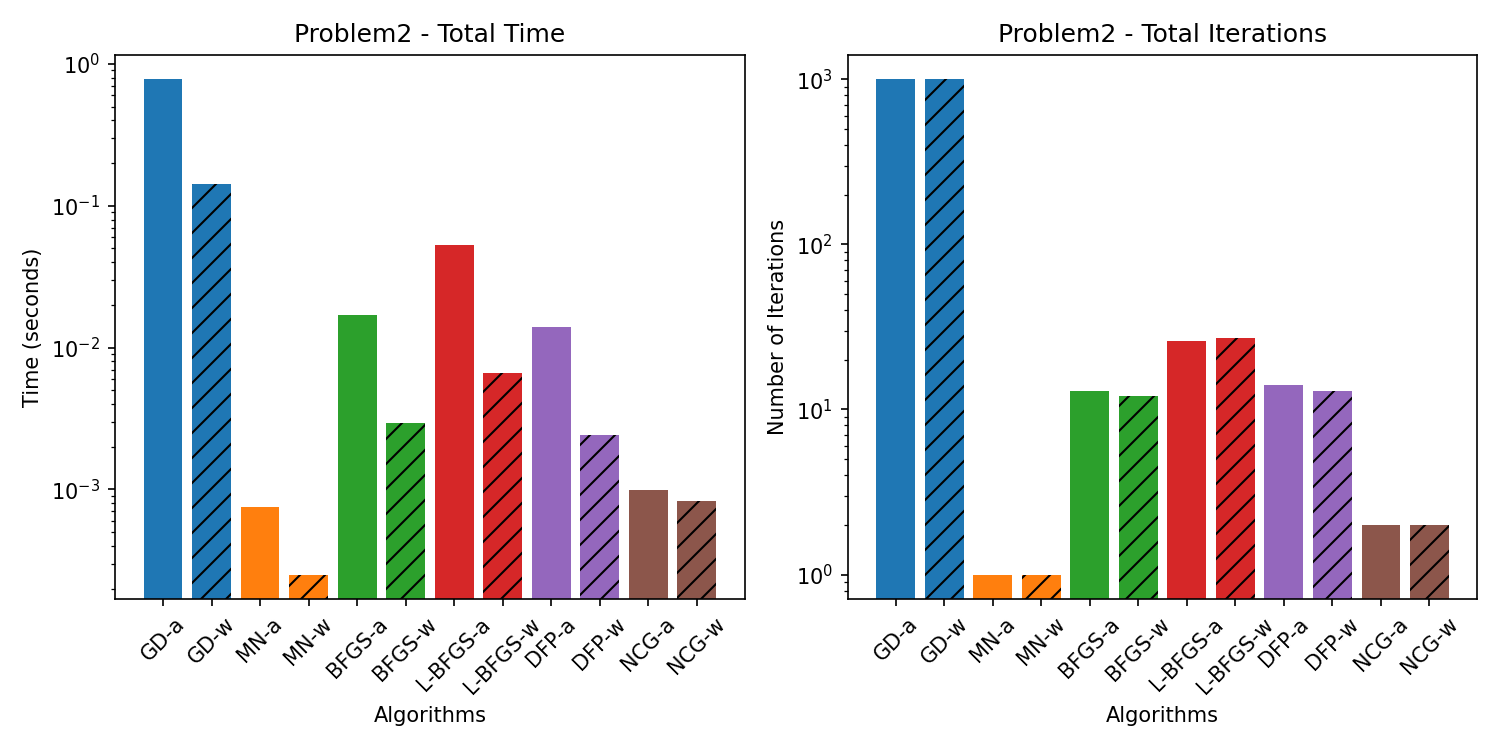 Problem2 - Total Time
Time (seconds)
10^0
10^-1
10^-2
10^-3
GD-a
GD-w
MN-a
MN-w
BFGS-a
BFGS-w
L-BFGS-a
L-BFGS-w
DFP-a
DFP-w
NCG-a
NCG-w
Algorithms
Problem2 - Total Iterations
Number of Iterations
10^3
10^2
10^1
10^0
GD-a
GD-w
MN-a
MN-w
BFGS-a
BFGS-w
L-BFGS-a
L-BFGS-w
DFP-a
DFP-w
NCG-a
NCG-w
Algorithms